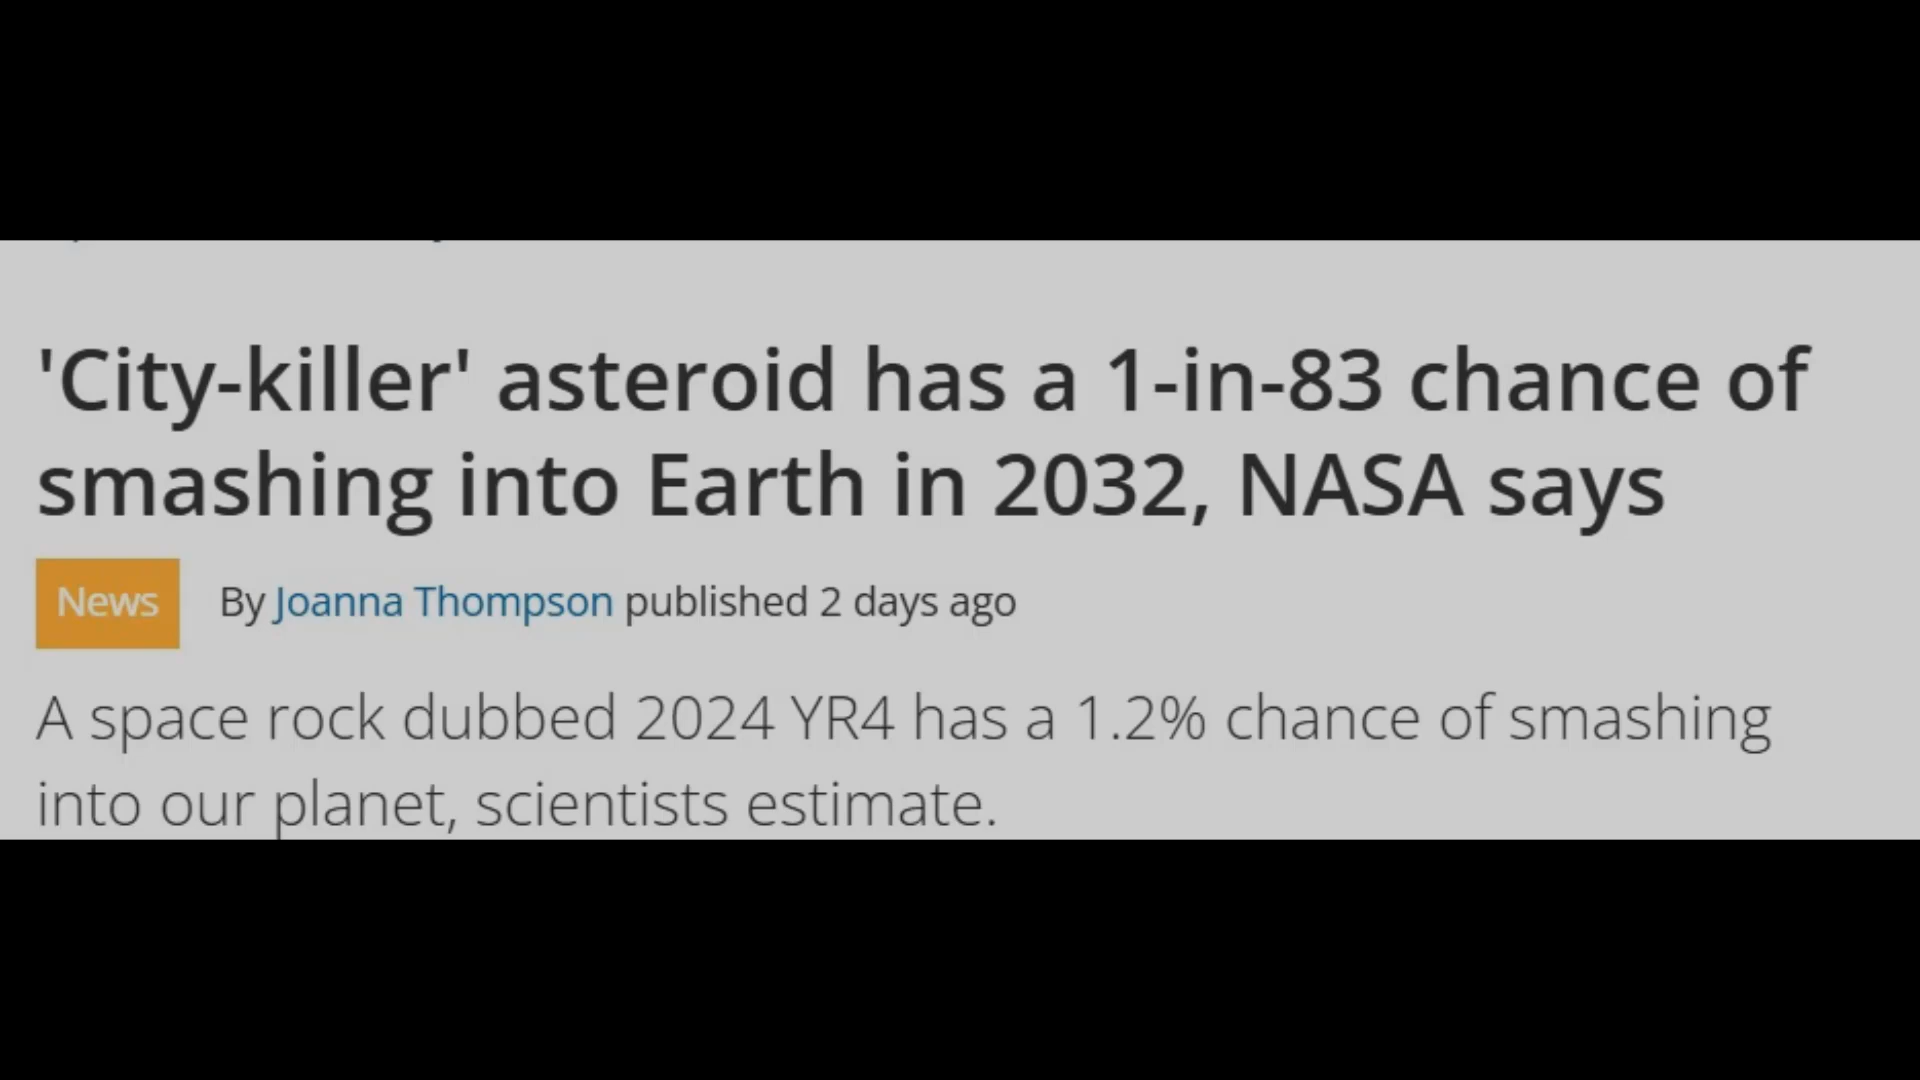 'City-killer' asteroid has a 1-in-83 chance of
smashing into Earth in 2032, NASA says
News By Joanna Thompson published 2 days ago
A space rock dubbed 2024 YR4 has a 1.2% chance of smashing
into our planet, scientists estimate.